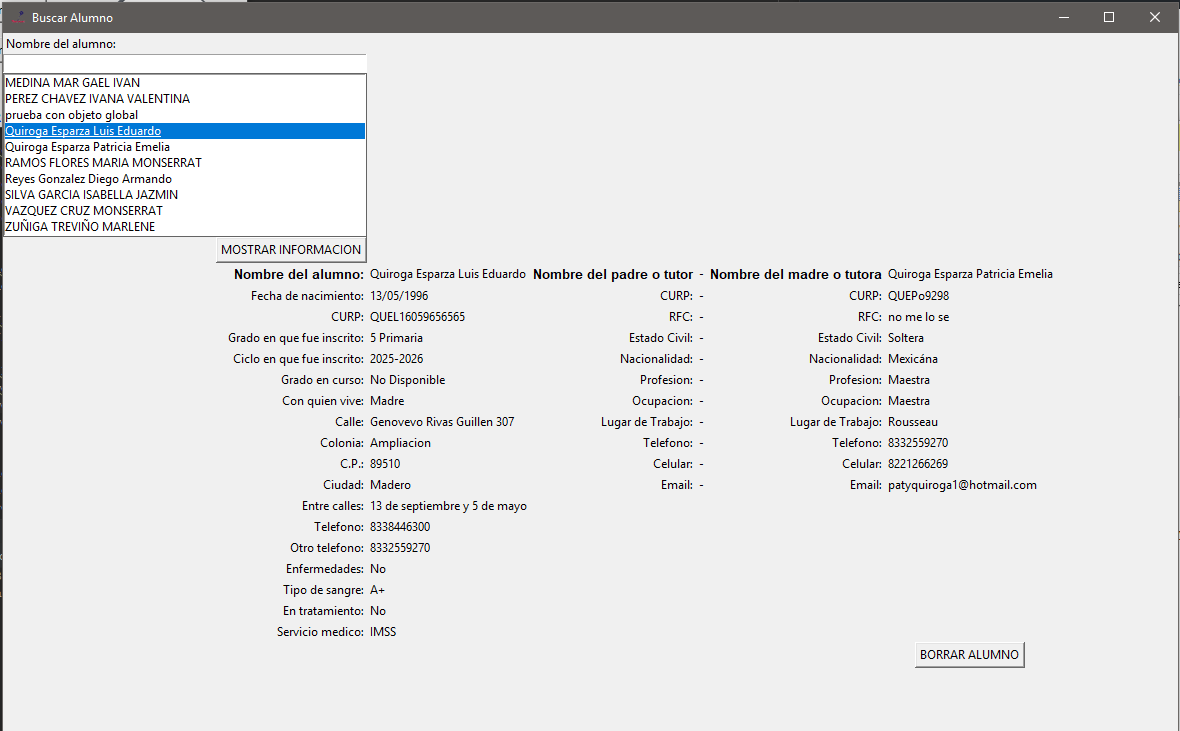 Buscar Alumno
Nombre del alumno:
MEDINA MAR GAEL IVAN
PEREZ CHAVEZ IVANA VALENTINA
prueba con objeto global
Quiroga Esparza Luis Eduardo
Quiroga Esparza Patricia Emelia
RAMOS FLORES MARIA MONSERRAT
Reyes Gonzalez Diego Armando
SILVA GARCIA ISABELLA JAZMIN
VAZQUEZ CRUZ MONSERRAT
ZUÑIGA TREVIÑO MARLENE
MOSTRAR INFORMACION
Nombre del alumno: Quiroga Esparza Luis Eduardo Nombre del padre o tutor - Nombre del madre o tutora Quiroga Esparza Patricia Emelia
Fecha de nacimiento: 13/05/1996 CURP: - CURP: QUEPo9298
CURP: QUEL16059656565 RFC: - RFC: no me lo se
Grado en que fue inscrito: 5 Primaria Estado Civil: - Estado Civil: Soltera
Ciclo en que fue inscrito: 2025-2026 Nacionalidad: - Nacionalidad: Mexicána
Grado en curso: No Disponible Profesion: - Profesion: Maestra
Con quien vive: Madre Ocupacion: - Ocupacion: Maestra
Calle: Genovevo Rivas Guillen 307 Lugar de Trabajo: - Lugar de Trabajo: Rousseau
Colonia: Ampliacion Telefono: - Telefono: 8332559270
C.P.: 89510 Celular: - Celular: 8221266269
Ciudad: Madero Email: - Email: patyquiroga1@hotmail.com
Entre calles: 13 de septiembre y 5 de mayo
Telefono: 8338446300
Otro telefono: 8332559270
Enfermedades: No
Tipo de sangre: A+
En tratamiento: No
Servicio medico: IMSS
BORRAR ALUMNO